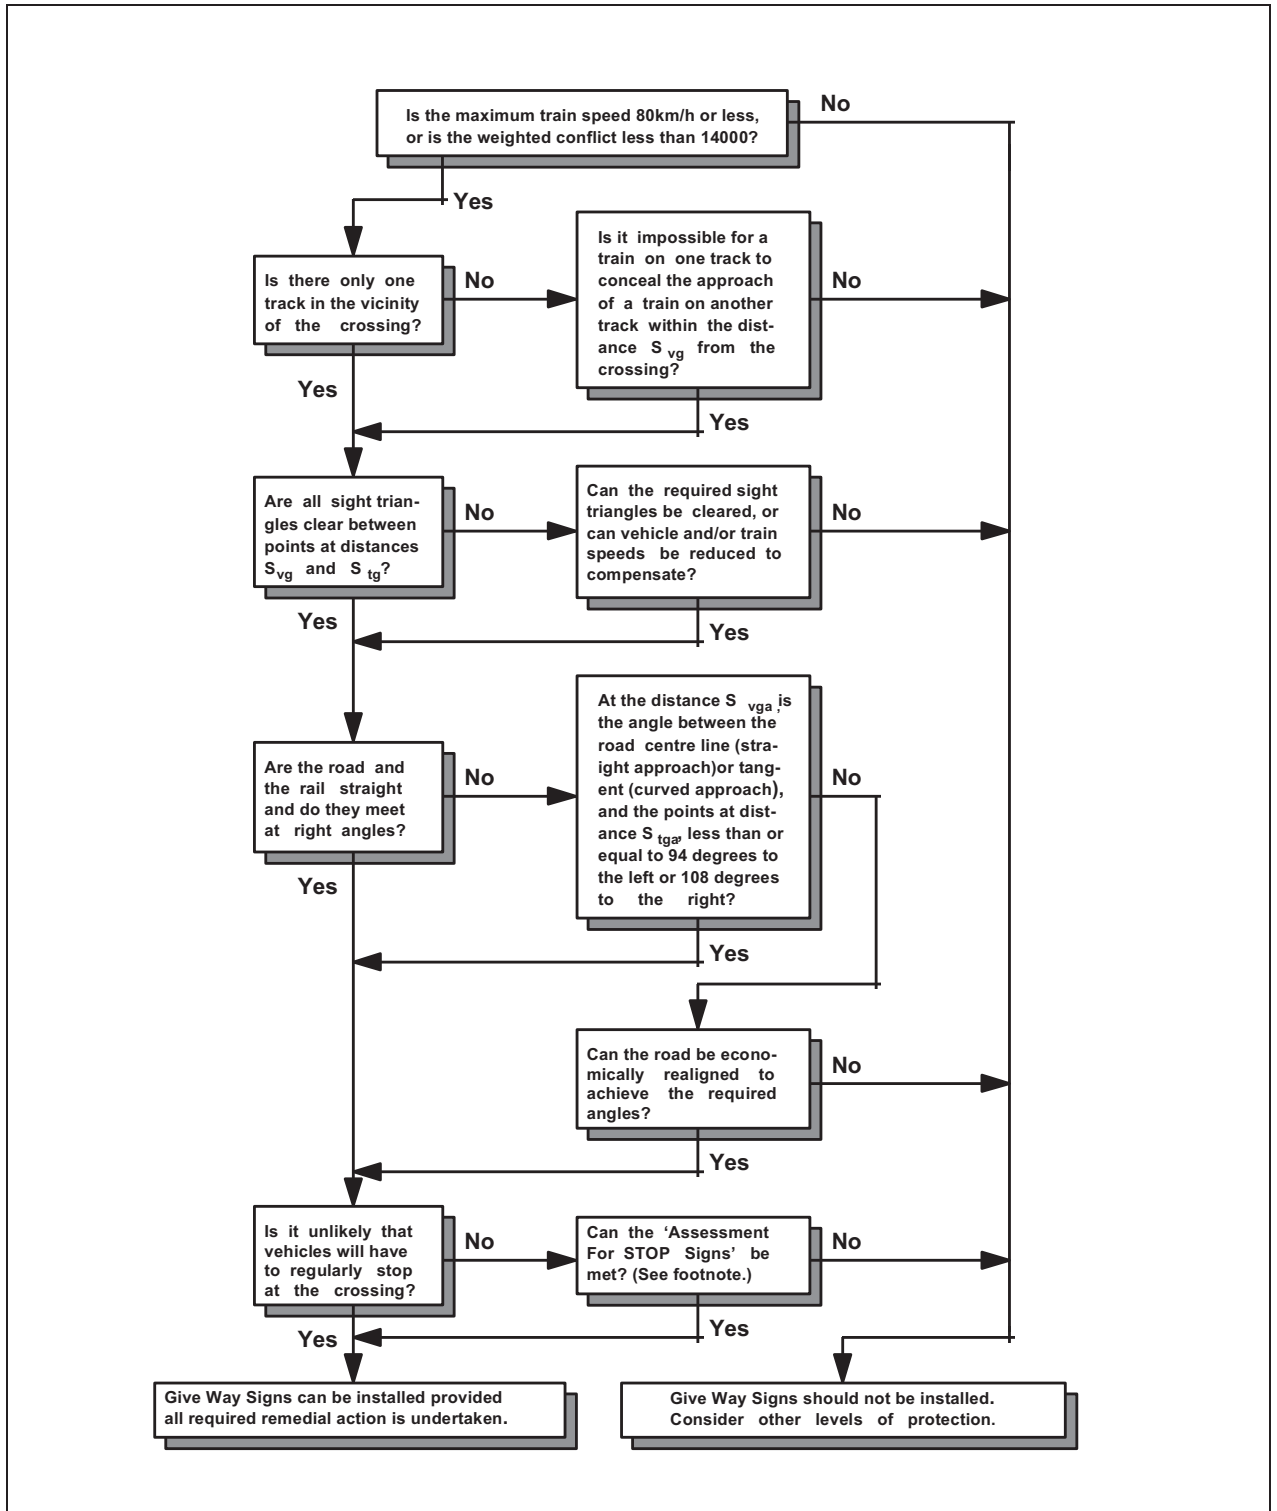 Is the maximum train speed 80km/h or less,
or is the weighted conflict less than 14000?
No
Yes
Is there only one
track in the vicinity
of the crossing?
No
Is it impossible for a
train on one track to
conceal the approach
of a train on another
track within the dist-
ance S vg from the
crossing?
No
Yes
Yes
Are all sight trian-
gles clear between
points at distances
Svg and S tg?
No
Can the required sight
triangles be cleared, or
can vehicle and/or train
speeds be reduced to
compensate?
No
Yes
Yes
Are the road and
the rail straight
and do they meet
at right angles?
No
At the distance S vga , is
the angle between the
road centre line (stra-
ight approach)or tang-
ent (curved approach),
and the points at dist-
ance S tga, less than or
equal to 94 degrees to
the left or 108 degrees
to the right?
No
Yes
Yes
Can the road be econo-
mically realigned to
achieve the required
angles?
No
Yes
Is it unlikely that
vehicles will have
to regularly stop
at the crossing?
No
Can the ‘Assessment
For STOP Signs’ be
met? (See footnote.)
No
Yes
Yes
Give Way Signs can be installed provided
all required remedial action is undertaken.
Give Way Signs should not be installed.
Consider other levels of protection.